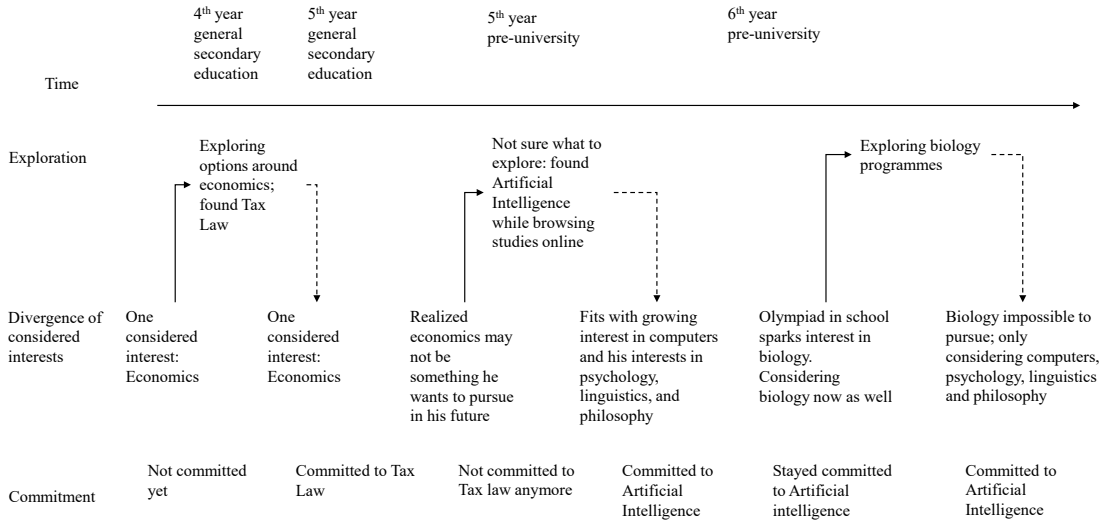 4th year
general
secondary
education
5th year
general
secondary
education
5th year
pre-university
6th year
pre-university
Time
Exploration
Exploring
options around
economics;
found Tax
Law
Not sure what to
explore: found
Artificial
Intelligence
while browsing
studies online
Exploring biology
programmes
Divergence of
considered
interests
One
considered
interest:
Economics
One
considered
interest:
Economics
Realized
economics may
not be
something he
wants to pursue
in his future
Fits with growing
interest in computers
and his interests in
psychology,
linguistics, and
philosophy
Olympiad in school
sparks interest in
biology.
Considering
biology now as well
Biology impossible to
pursue; only
considering computers,
psychology, linguistics
and philosophy
Commitment
Not committed
yet
Committed to Tax
Law
Not committed to
Tax law anymore
Committed to
Artificial
Intelligence
Stayed committed
to Artificial
intelligence
Committed to
Artificial
Intelligence